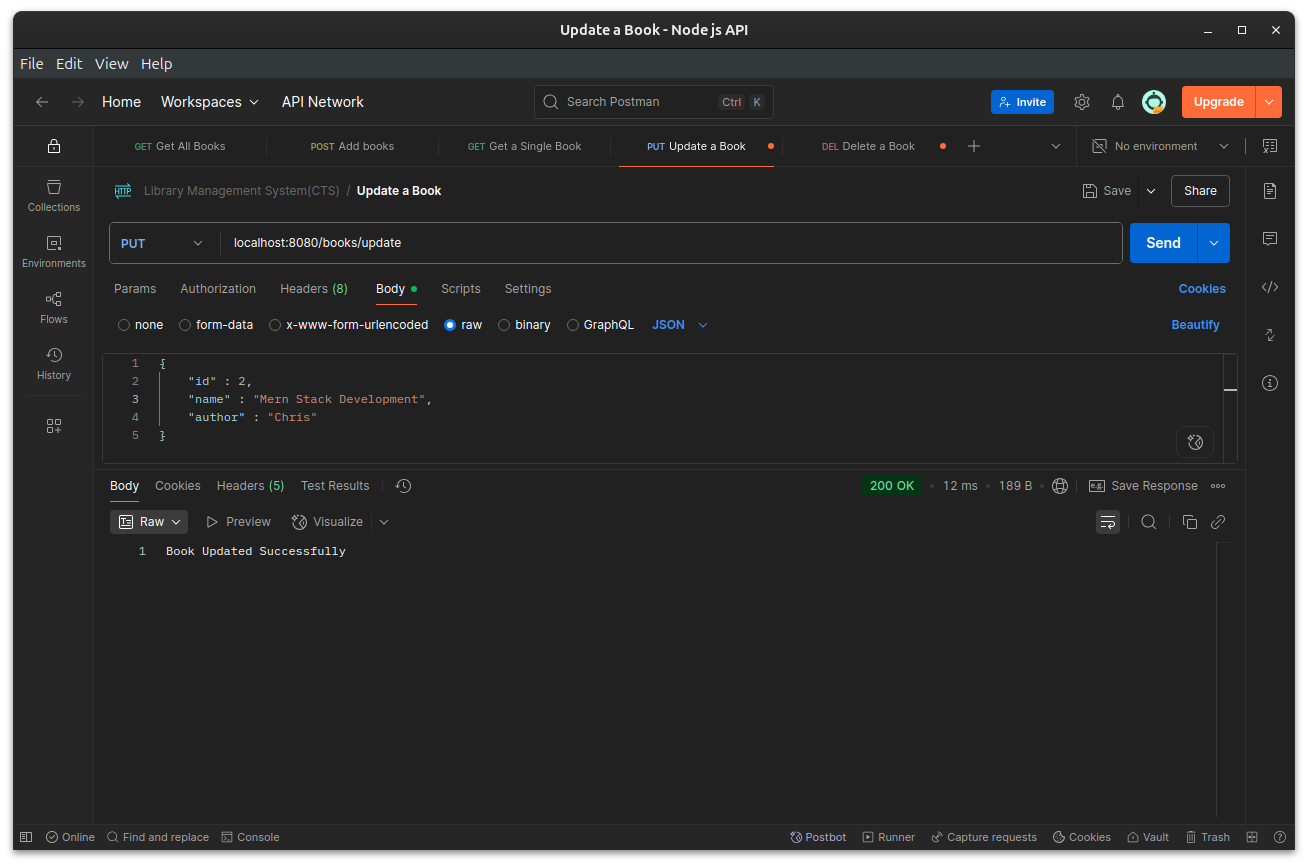 Update a Book - Node js API
File Edit View Help
Home Workspaces API Network Search Postman Ctrl K Invite Upgrade
GET Get All Books POST Add books GET Get a Single Book PUT Update a Book DEL Delete a Book No environment
HTTP Library Management System(CTS) / Update a Book Save Share
Collections
Environments
Flows
History
PUT localhost:8080/books/update Send
Params Authorization Headers (8) Body Scripts Settings Cookies
none form-data x-www-form-urlencoded raw binary GraphQL JSON Beautify
1 {
2 "id" : 2,
3 "name" : "Mern Stack Development",
4 "author" : "Chris"
5 }
Body Cookies Headers (5) Test Results 200 OK • 12 ms • 189 B • e.g. Save Response
Raw Preview Visualize
1 Book Updated Successfully
Online Find and replace Console Postbot Runner Capture requests Cookies Vault Trash